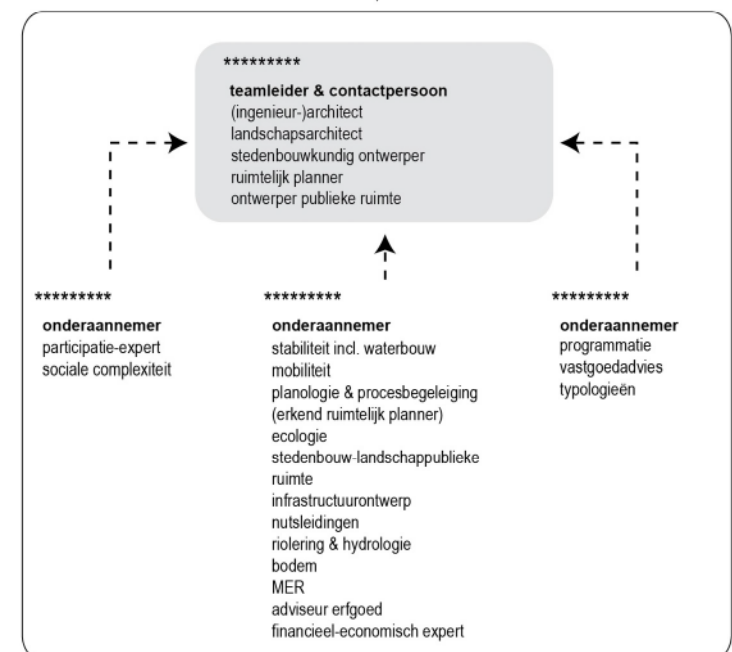 *********
teamleider & contactpersoon
(ingenieur-)architect
landschapsarchitect
stedenbouwkundig ontwerper
ruimtelijk planner
ontwerper publieke ruimte
*********
onderaannemer
participatie-expert
sociale complexiteit
*********
onderaannemer
stabiliteit incl. waterbouw
mobiliteit
planologie & procesbegeleiging
(erkend ruimtelijk planner)
ecologie
stedenbouw-landschappublieke
ruimte
infrastructuurontwerp
nutsleidingen
riolering & hydrologie
bodem
MER
adviseur erfgoed
financieel-economisch expert
*********
onderaannemer
programmatie
vastgoedadvies
typologieën